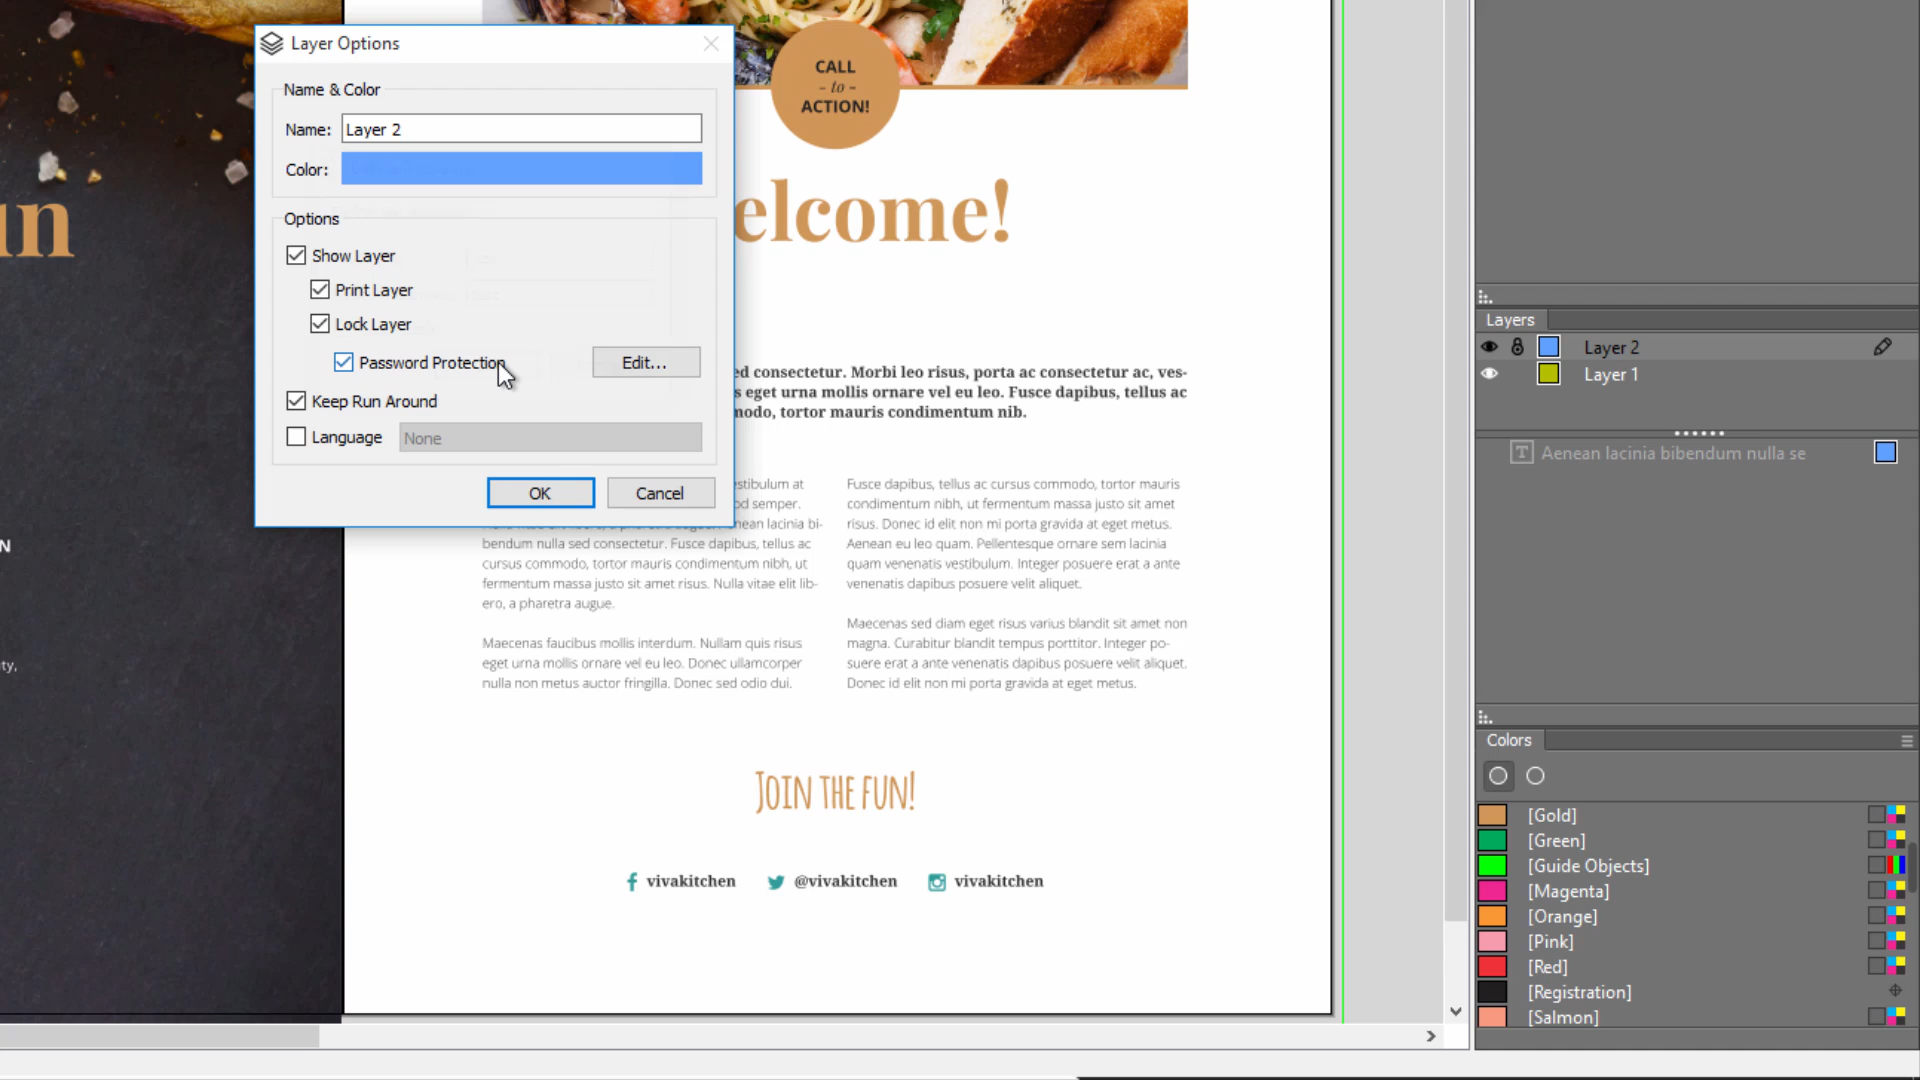 Layer Options
Name & Color
Name: Layer 2
Color:
Options
Show Layer
Print Layer
Lock Layer
Password Protection
Edit...
Keep Run Around
Language
None
OK
Cancel
un
N
ty,
CALL
- to -
ACTION!
elcome!
ed consectetur. Morbi leo risus, porta ac consectetur ac, ves-
s eget urna mollis ornare vel eu leo. Fusce dapibus, tellus ac
modo, tortor mauris condimentum nib.
stibulum at
od semper.
nean lacinia bi-
bendum nulla sed consectetur. Fusce dapibus, tellus ac
cursus commodo, tortor mauris condimentum nibh, ut
fermentum massa justo sit amet risus. Nulla vitae elit lib-
ero, a pharetra augue.
Maecenas faucibus mollis interdum. Nullam quis risus
eget urna mollis ornare vel eu leo. Donec ullamcorper
nulla non metus auctor fringilla. Donec sed odio dui.
Fusce dapibus, tellus ac cursus commodo, tortor mauris
condimentum nibh, ut fermentum massa justo sit amet
risus. Donec id elit non mi porta gravida at eget metus.
Aenean eu leo quam. Pellentesque ornare sem lacinia
quam venenatis vestibulum. Integer posuere erat a ante
venenatis dapibus posuere velit aliquet.
Maecenas sed diam eget risus varius blandit sit amet non
magna. Curabitur blandit tempus porttitor. Integer po-
suere erat a ante venenatis dapibus posuere velit aliquet.
Donec id elit non mi porta gravida at eget metus.
JOIN THE FUN!
vivakitchen @vivakitchen vivakitchen
Layers
Layer 2
Layer 1
T Aenean lacinia bibendum nulla se
Colors
[Gold]
[Green]
[Guide Objects]
[Magenta]
[Orange]
[Pink]
[Red]
[Registration]
[Salmon]